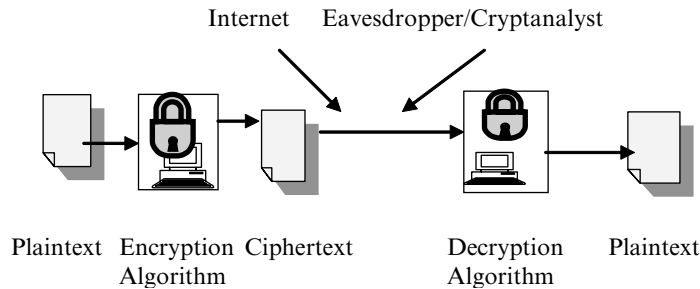 Internet Eavesdropper/Cryptanalyst
Plaintext Encryption Ciphertext Decryption Plaintext
Algorithm Algorithm